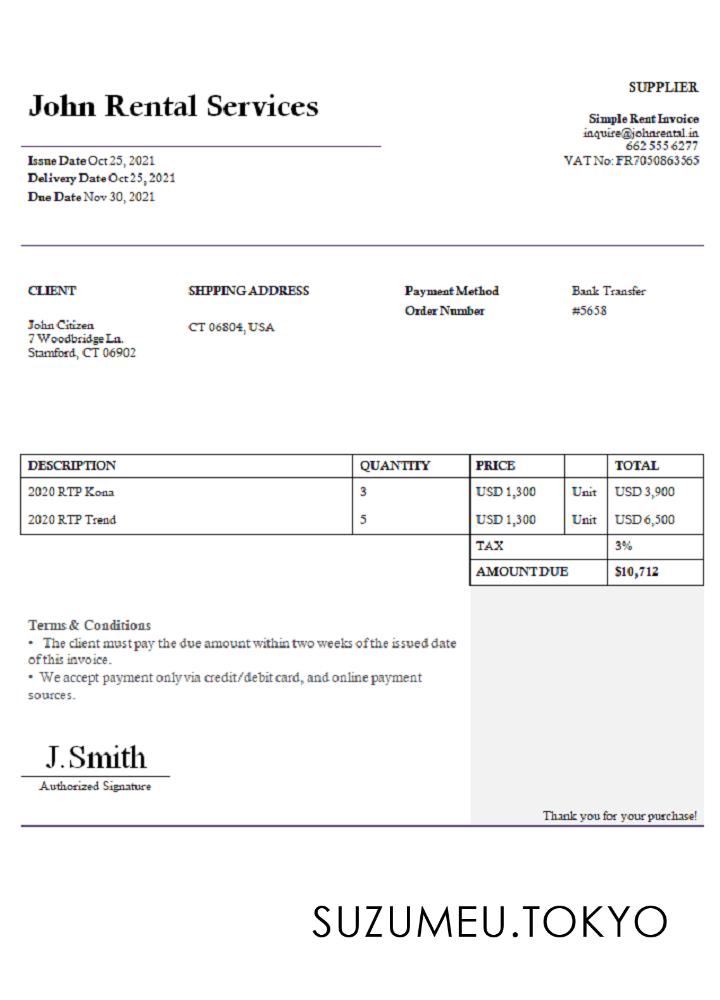 John Rental Services
SUPPLIER
Simple Rent Invoice
inquire@johnrental.in
662 555 6277
VAT No: FR7050863565
Issue Date Oct 25, 2021
Delivery Date Oct 25, 2021
Due Date Nov 30, 2021
CLIENT
John Citizen
7 Woodbridge Ln.
Stamford, CT 06902
SHPPING ADDRESS
CT 06804, USA
Payment Method Bank Transfer
Order Number #5658
DESCRIPTION QUANTITY PRICE TOTAL
2020 RTP Kona 3 USD 1,300 Unit USD 3,900
2020 RTP Trend 5 USD 1,300 Unit USD 6,500
TAX 3%
AMOUNT DUE $10,712
Terms & Conditions
• The client must pay the due amount within two weeks of the issued date
of this invoice.
• We accept payment only via credit/debit card, and online payment
sources.
J. Smith
Authorized Signature
Thank you for your purchase!
SUZUMEU.TOKYO